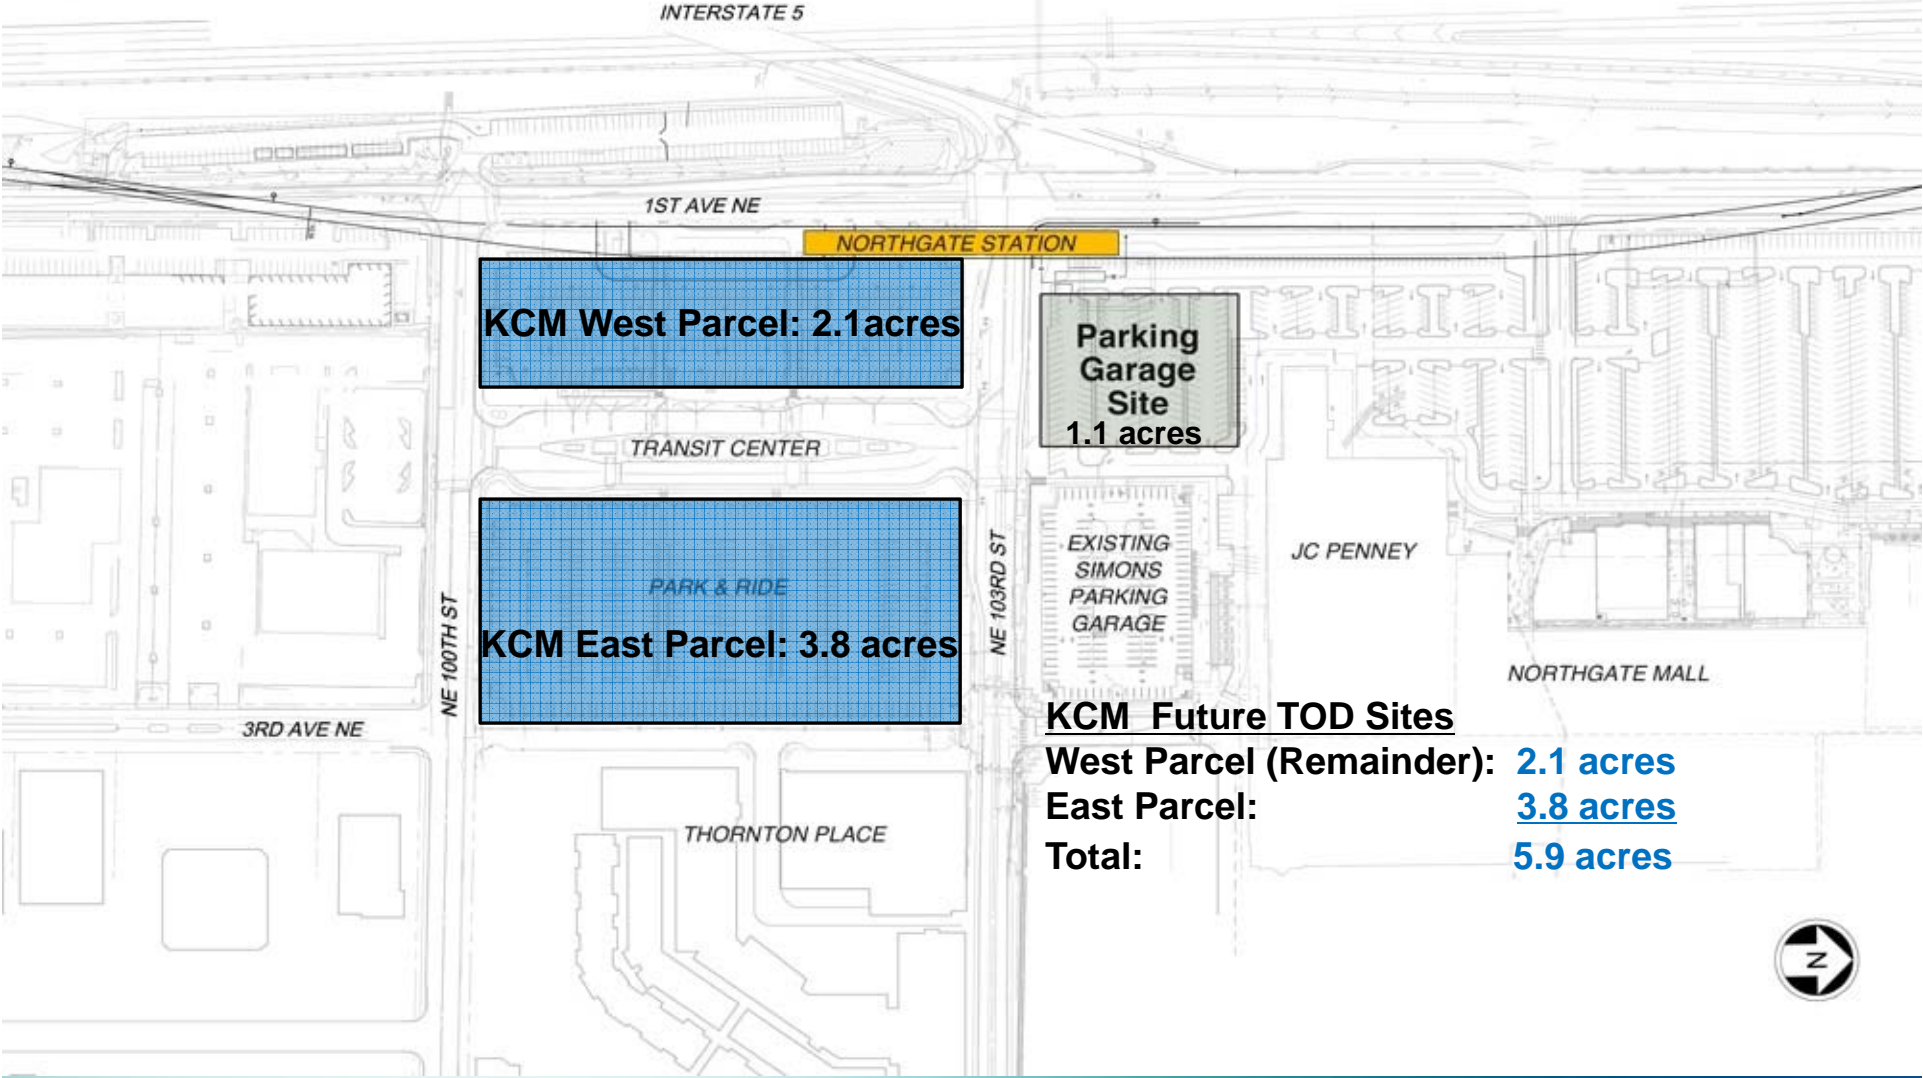 INTERSTATE 5
1ST AVE NE
NORTHGATE STATION
KCM West Parcel: 2.1acres
Parking
Garage
Site
1.1 acres
TRANSIT CENTER
PARK & RIDE
KCM East Parcel: 3.8 acres
NE 100TH ST
NE 103RD ST
EXISTING
SIMONS
PARKING
GARAGE
JC PENNEY
NORTHGATE MALL
3RD AVE NE
KCM Future TOD Sites
West Parcel (Remainder): 2.1 acres
East Parcel: 3.8 acres
Total: 5.9 acres
THORNTON PLACE
N